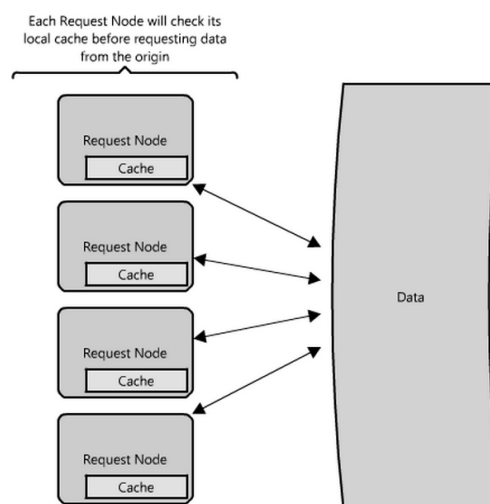 Each Request Node will check its
local cache before requesting data
from the origin
Request Node
Cache
Request Node
Cache
Request Node
Cache
Request Node
Cache
Data